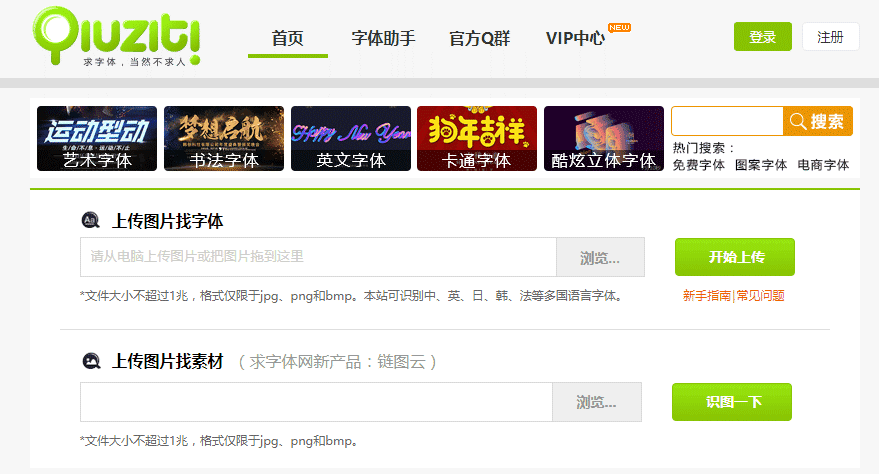 Qiuziti
求字体，当然不求人
首页 字体助手 官方Q群 VIP中心 NEW 登录 注册
运动型动 梦想启航 Happy New Year 狗年吉祥
生命不息·运动不止
艺术字体 书法字体 英文字体 卡通字体 酷炫立体字体
搜索
热门搜索：
免费字体 图案字体 电商字体
Aa 上传图片找字体
请从电脑上传图片或把图片拖到这里 浏览... 开始上传
*文件大小不超过1兆，格式仅限于jpg、png和bmp。本站可识别中、英、日、韩、法等多国语言字体。 新手指南|常见问题
上传图片找素材 （求字体网新产品：链图云）
浏览... 识图一下
*文件大小不超过1兆，格式仅限于jpg、png和bmp。